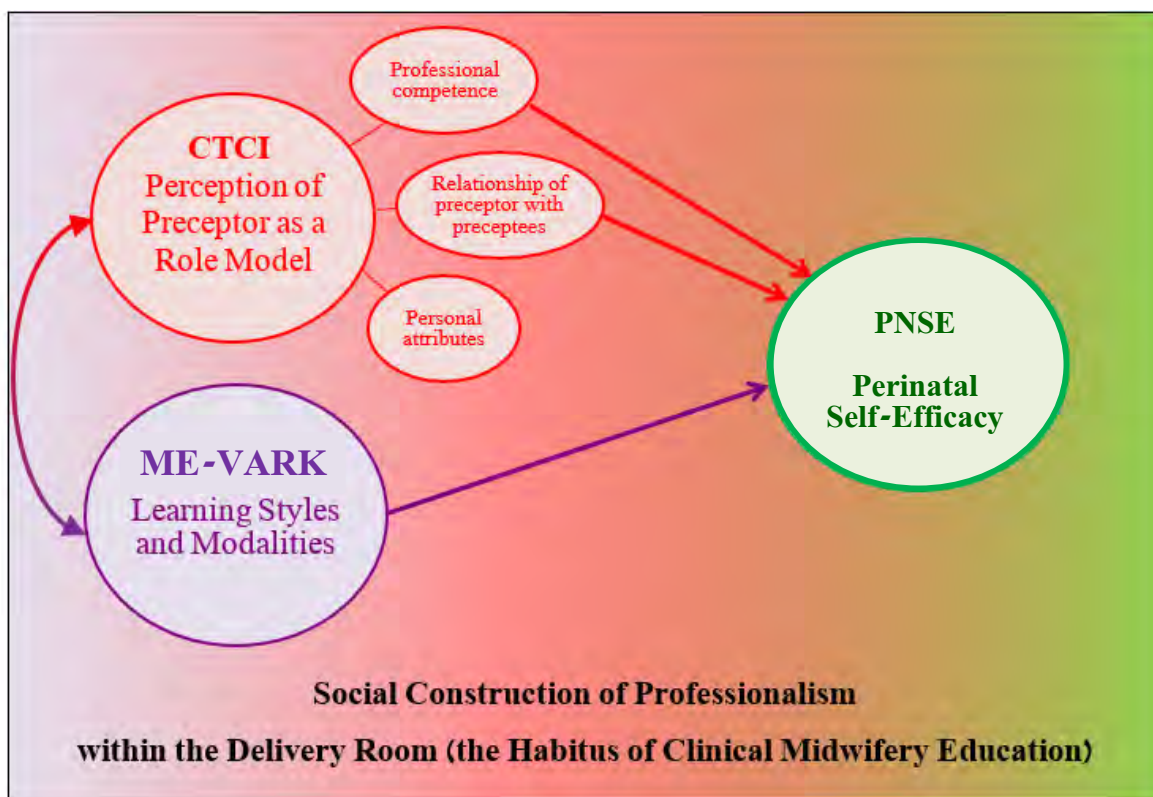 Professional
competence
CTCI
Perception of
Preceptor as a
Role Model
Relationship of
preceptor with
preceptees
Personal
attributes
PNSE
Perinatal
Self-Efficacy
ME-VARK
Learning Styles
and Modalities
Social Construction of Professionalism
within the Delivery Room (the Habitus of Clinical Midwifery Education)